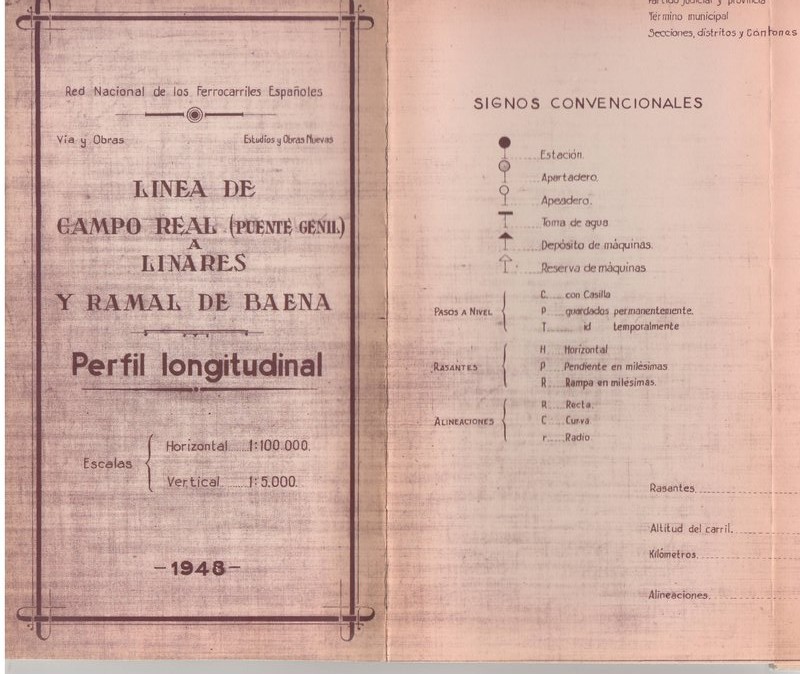 Red Nacional de los Ferrocarriles Españoles
Vía y Obras
Estudios y Obras Nuevas
LINEA DE
CAMPO REAL (PUENTE GENIL)
A
LINARES
Y RAMAL DE BAENA
Perfil longitudinal
Escalas
Horizontal ..... 1:100.000.
Vertical ..... 1:5.000.
-1948-
Partido judicial y provincia
Término municipal
Secciones, distritos y Cantones
SIGNOS CONVENCIONALES
Estación.
Apartadero.
Apeadero.
Toma de agua
Depósito de máquinas.
Reserva de máquinas
PASOS A NIVEL
C. ..... con Casilla
P ..... guardados permanentemente.
T ..... id temporalmente
RASANTES
H ..... Horizontal
P ..... Pendiente en milésimas
R ..... Rampa en milésimas.
ALINEACIONES
R ..... Recta.
C ..... Curva
r ..... Radio
Rasantes.
Altitud del carril.
Kilómetros.
Alineaciones.